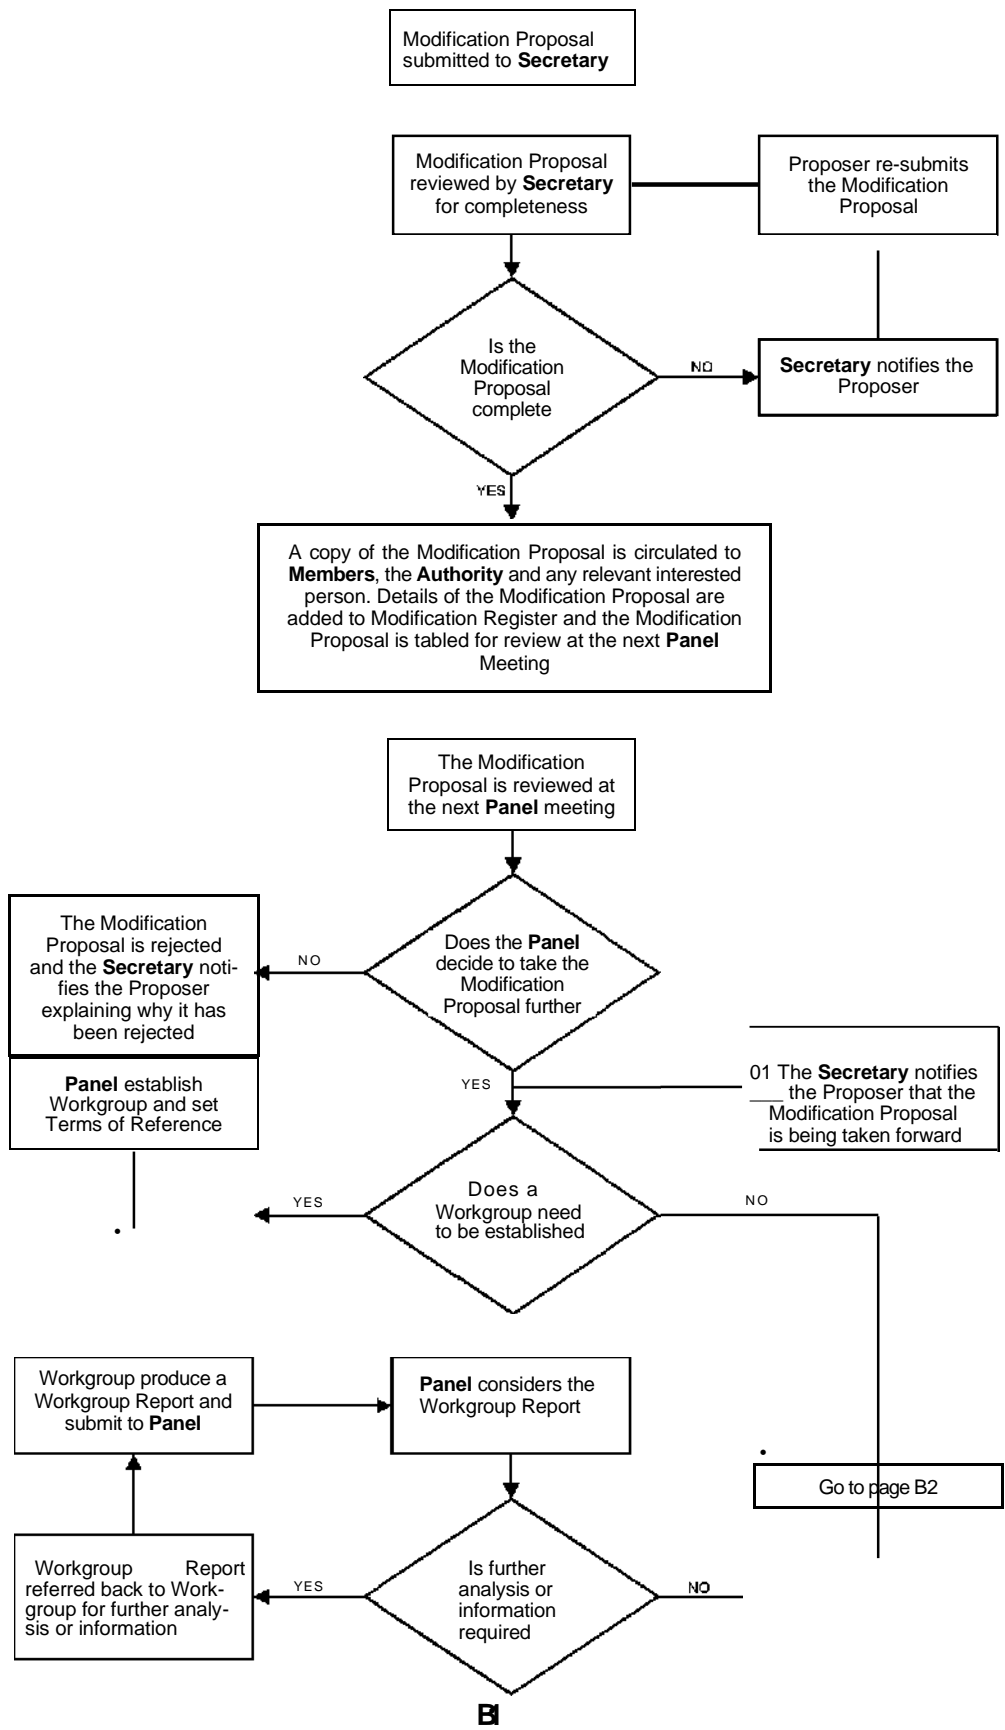 Modification Proposal
submitted to Secretary
Modification Proposal
reviewed by Secretary
for completeness
Proposer re-submits
the Modification
Proposal
Is the
Modification
Proposal
complete
NO
Secretary notifies the
Proposer
YES
A copy of the Modification Proposal is circulated to
Members, the Authority and any relevant interested
person. Details of the Modification Proposal are
added to Modification Register and the Modification
Proposal is tabled for review at the next Panel
Meeting
The Modification
Proposal is reviewed at
the next Panel meeting
Does the Panel
decide to take the
Modification
Proposal further
NO
The Modification
Proposal is rejected
and the Secretary noti-
fies the Proposer
explaining why it has
been rejected
YES
01 The Secretary notifies
___ the Proposer that the
Modification Proposal
is being taken forward
Panel establish
Workgroup and set
Terms of Reference
Does a
Workgroup need
to be established
YES
NO
Workgroup produce a
Workgroup Report and
submit to Panel
Panel considers the
Workgroup Report
Go to page B2
Workgroup Report
referred back to Work-
group for further analy-
sis or information
YES
Is further
analysis or
information
required
NO
B1